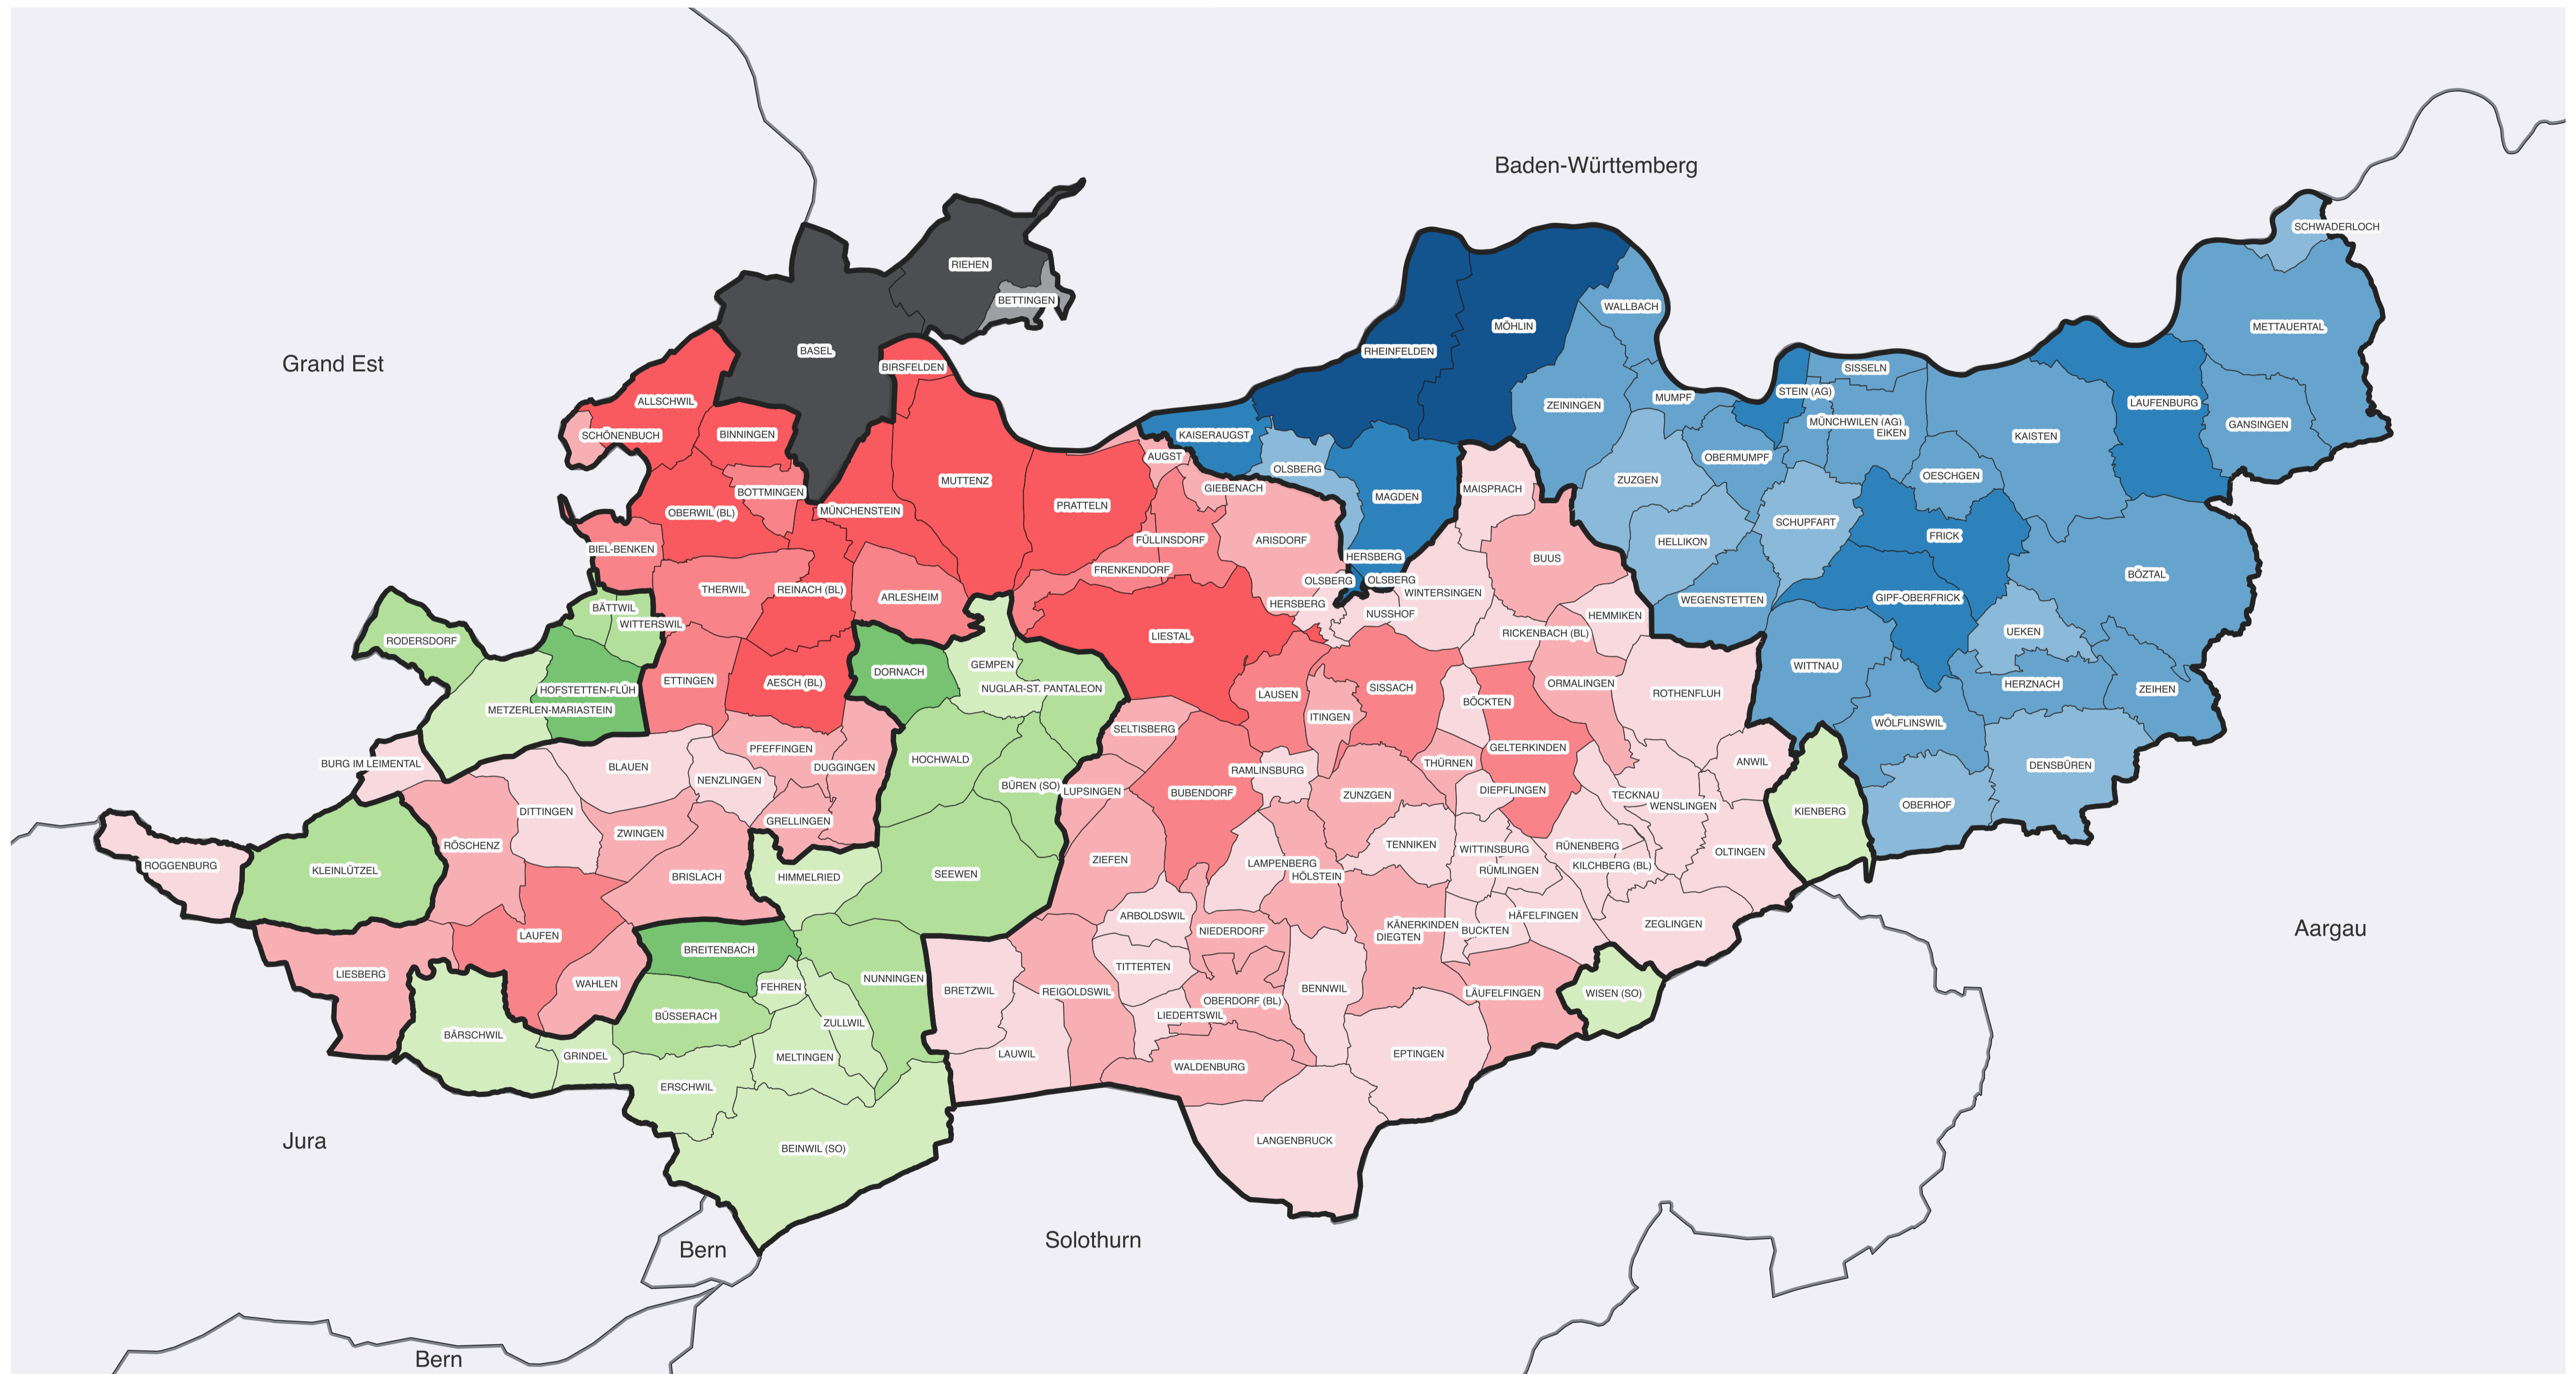 Baden-Württemberg
SCHWADERLOCH
RIEHEN
BETTINGEN
WALLBACH
MÖHLIN
METTAUERTAL
BASEL
RHEINFELDEN
Grand Est
BIRSFELDEN
SISSELN
STEIN (AG)
MUMPF
ALLSCHWIL
ZEININGEN
LAUFENBURG
MÜNCHWILEN (AG)
GANSINGEN
SCHÖNENBUCH
BINNINGEN
KAISERAUGST
EIKEN
KAISTEN
AUGST
OBERMUMPF
OLSBERG
OESCHGEN
MUTTENZ
ZUZGEN
BOTTMINGEN
GIEBENACH
MAGDEN
MAISPRACH
PRATTELN
OBERWIL (BL)
MÜNCHENSTEIN
SCHUPFART
FRICK
FÜLLINSDORF
ARISDORF
HELLIKON
BIEL-BENKEN
HERSBERG
BUUS
FRENKENDORF
BÖZTAL
OLSBERG
OLSBERG
THERWIL
REINACH (BL)
ARLESHEIM
WINTERSINGEN
WEGENSTETTEN
GIPF-OBERFRICK
BÄTTWIL
HERSBERG
NUSSHOF
HEMMIKEN
WITTERSWIL
RODERSDORF
LIESTAL
RICKENBACH (BL)
UEKEN
GEMPEN
WITTNAU
DORNACH
ETTINGEN
AESCH (BL)
HOFSTETTEN-FLÜH
NUGLAR-ST. PANTALEON
LAUSEN
SISSACH
ORMALINGEN
ROTHENFLUH
HERZNACH
ZEIHEN
METZERLEN-MARIASTEIN
BÖCKTEN
ITINGEN
WÖLFLINSWIL
SELTISBERG
PFEFFINGEN
GELTERKINDEN
BURG IM LEIMENTAL
BLAUEN
DUGGINGEN
HOCHWALD
THÜRNEN
ANWIL
DENSBÜREN
NENZLINGEN
RAMLINSBURG
BÜREN (SO)
LUPSINGEN
BUBENDORF
ZUNZGEN
DIEPFLINGEN
TECKNAU
WENSLINGEN
OBERHOF
DITTINGEN
KIENBERG
GRELLINGEN
ZWINGEN
RÖSCHENZ
TENNIKEN
WITTINSBURG
RÜNENBERG
OLTINGEN
ROGGENBURG
KLEINLÜTZEL
ZIEFEN
LAMPENBERG
KILCHBERG (BL)
RÜMLINGEN
HIMMELRIED
SEEWEN
HÖLSTEIN
BRISLACH
ARBOLDSWIL
HÄFELFINGEN
KÄNERKINDEN
ZEGLINGEN
BUCKTEN
NIEDERDORF
DIEGTEN
Aargau
LAUFEN
BREITENBACH
TITTERTEN
LIESBERG
NUNNINGEN
WAHLEN
FEHREN
BENNWIL
BRETZWIL
REIGOLDSWIL
LÄUFELFINGEN
WISEN (SO)
OBERDORF (BL)
BÜSSERACH
LIEDERTSWIL
ZULLWIL
BÄRSCHWIL
GRINDEL
MELTINGEN
LAUWIL
EPTINGEN
WALDENBURG
ERSCHWIL
Jura
LANGENBRUCK
BEINWIL (SO)
Solothurn
Bern
Bern